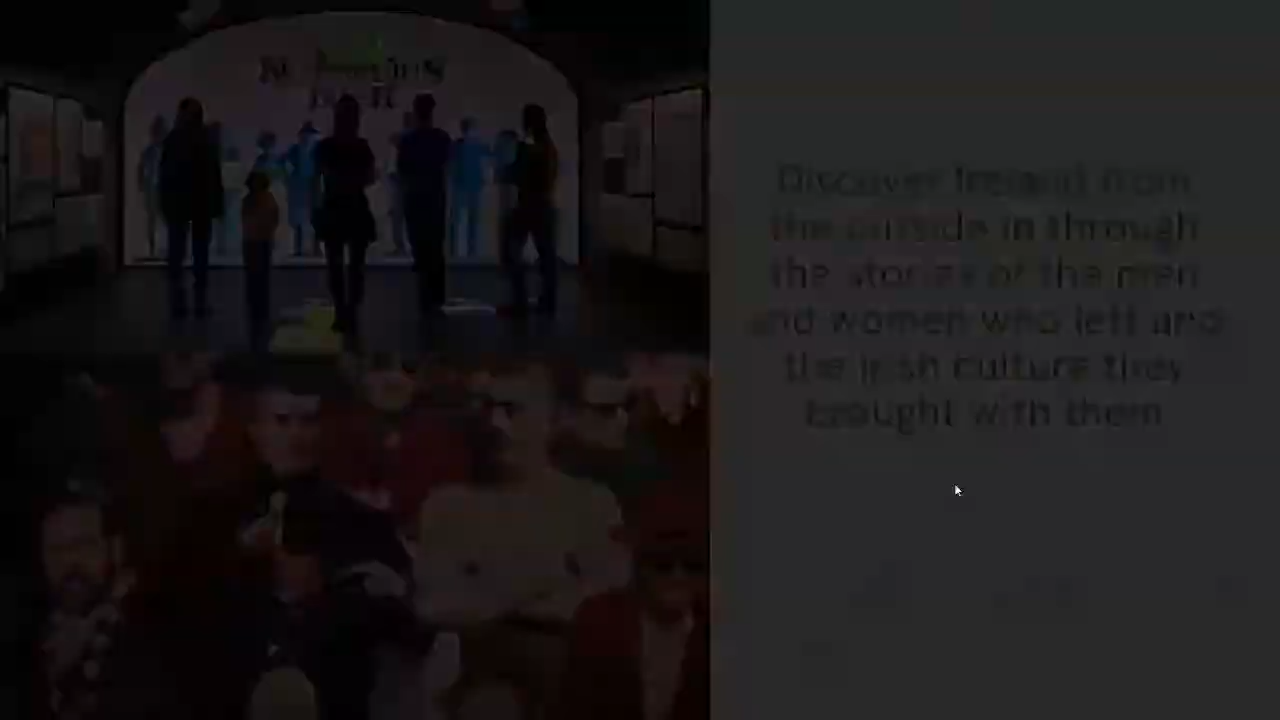 Discover Ireland from
the outside in through
the stories of the men
and women who left and
the Irish culture they
brought with them